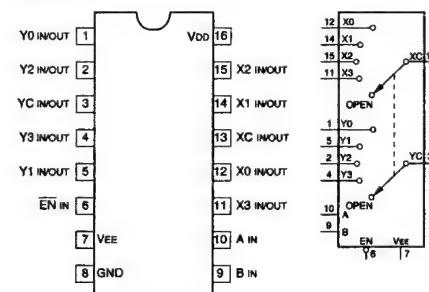 Y0 IN/OUT 1
Y2 IN/OUT 2
YC IN/OUT 3
Y3 IN/OUT 4
Y1 IN/OUT 5
EN IN 6
7 VEE
8 GND
VDD 16
15 X2 IN/OUT
14 X1 IN/OUT
13 XC IN/OUT
12 X0 IN/OUT
11 X3 IN/OUT
10 A IN
9 B IN
12 X0
14 X1
15 X2
11 X3
XC
OPEN
1 Y0
5 Y1
2 Y2
4 Y3
YC
OPEN
10 A
9 B
EN VEE
6 7